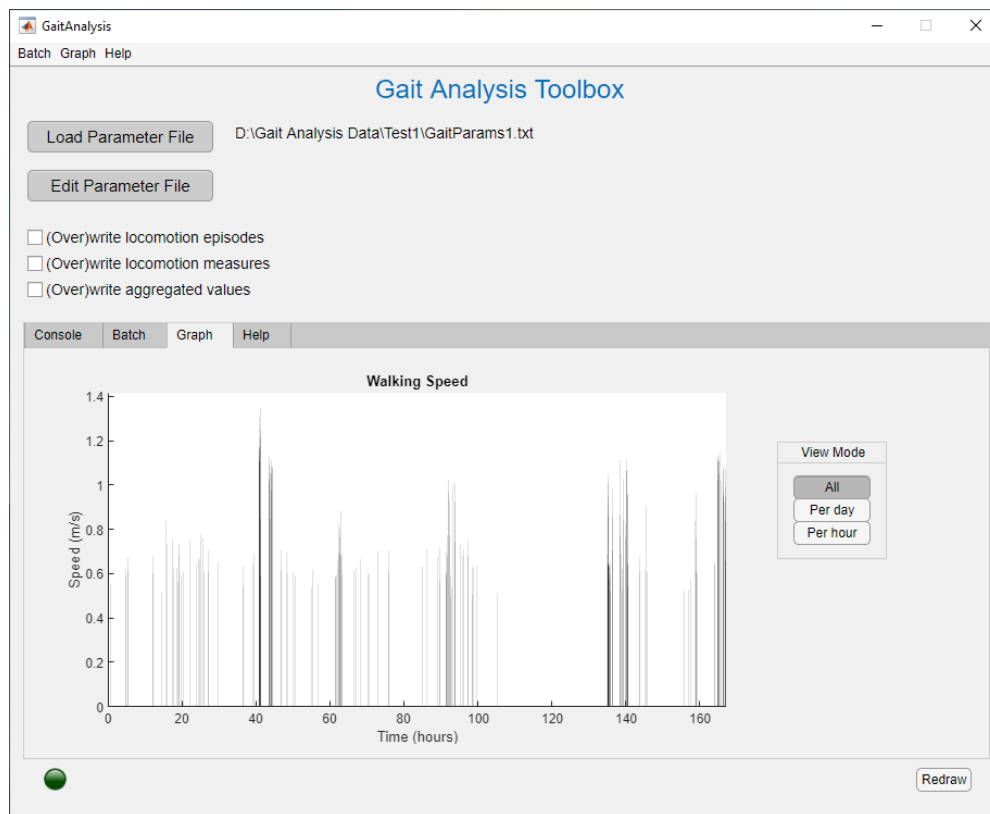 GaitAnalysis
Batch Graph Help
Gait Analysis Toolbox
Load Parameter File
D:\Gait Analysis Data\Test1\GaitParams1.txt
Edit Parameter File
(Over)write locomotion episodes
(Over)write locomotion measures
(Over)write aggregated values
Console Batch Graph Help
Walking Speed
1.4
1.2
1
0.8
0.6
0.4
0.2
0
Speed (m/s)
0 20 40 60 80 100 120 140 160
Time (hours)
View Mode
All
Per day
Per hour
Redraw